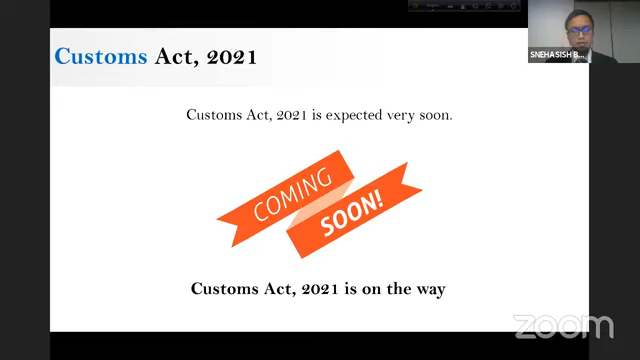 SNEHASISH B...
Customs Act, 2021
Customs Act, 2021 is expected very soon.
COMING
SOON!
Customs Act, 2021 is on the way
zoom